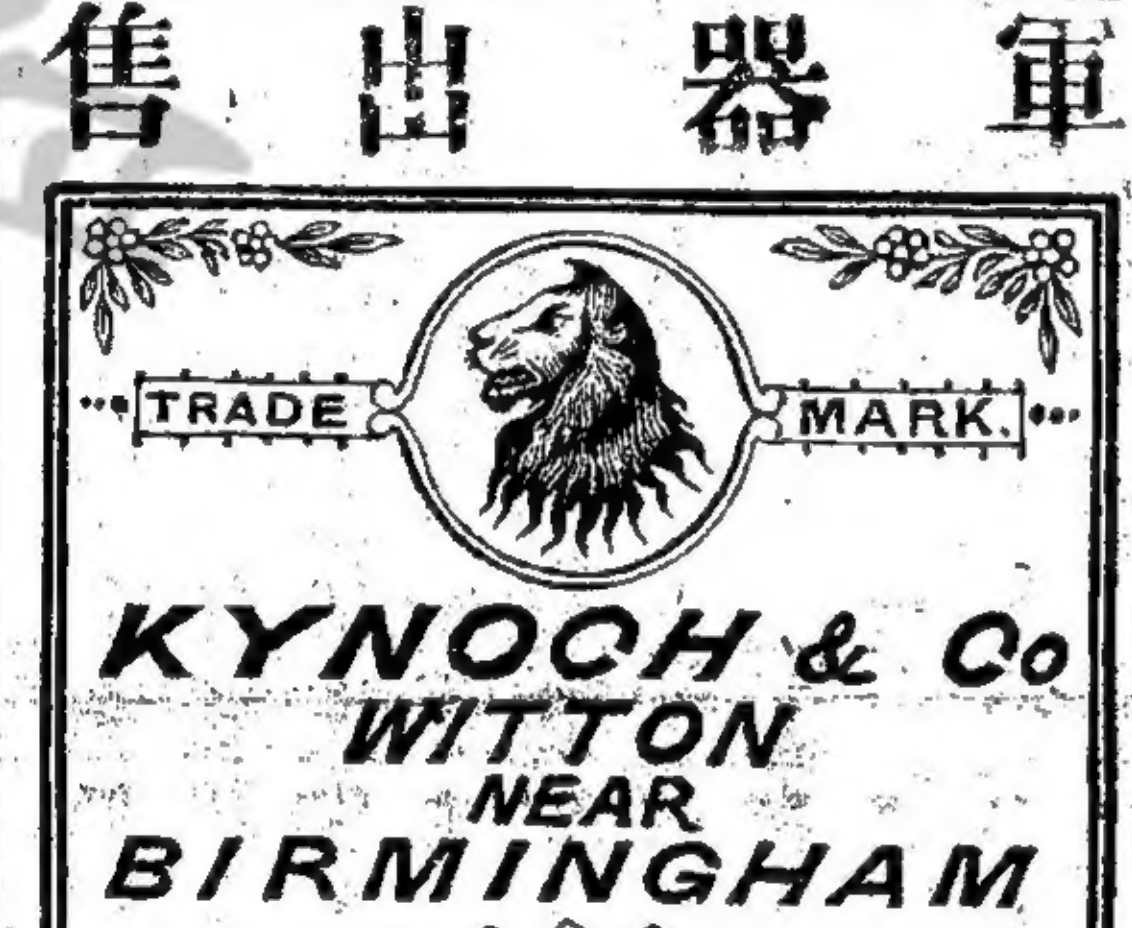 軍器出售
TRADE MARK.
KYNOCH & Co
WITTON
NEAR
BIRMINGHAM